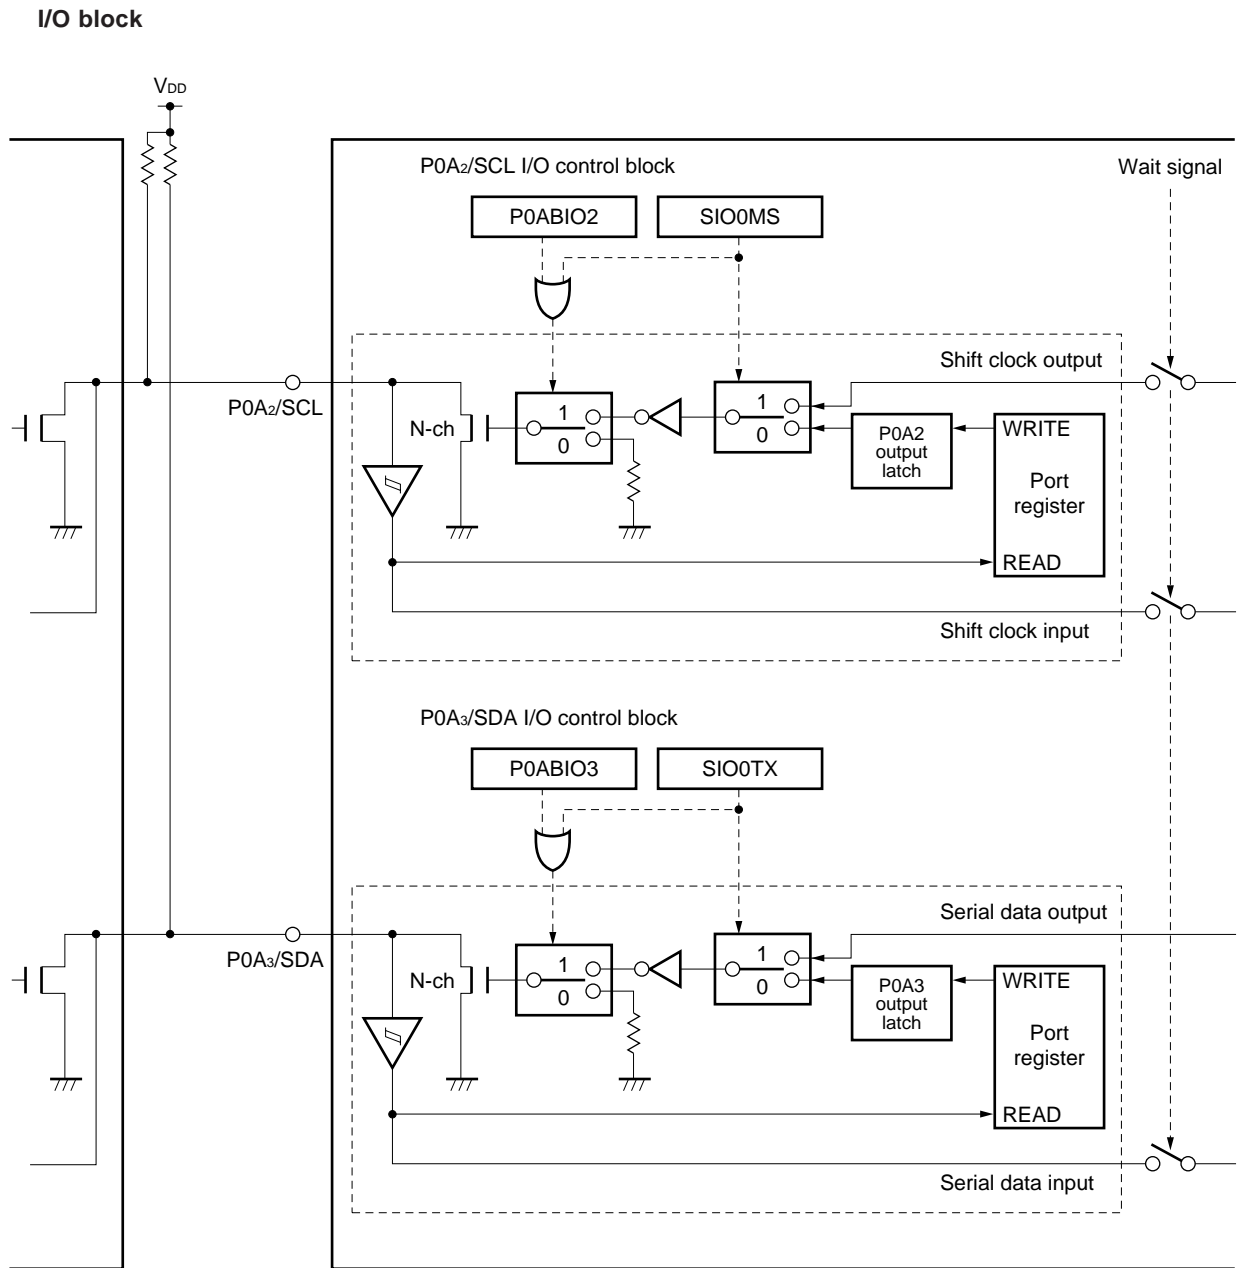 I/O block
VDD
P0A2/SCL I/O control block
Wait signal
P0ABIO2
SIO0MS
Shift clock output
P0A2/SCL
N-ch
1
0
1
0
P0A2
output
latch
WRITE
Port
register
READ
Shift clock input
P0A3/SDA I/O control block
P0ABIO3
SIO0TX
Serial data output
P0A3/SDA
N-ch
1
0
1
0
P0A3
output
latch
WRITE
Port
register
READ
Serial data input